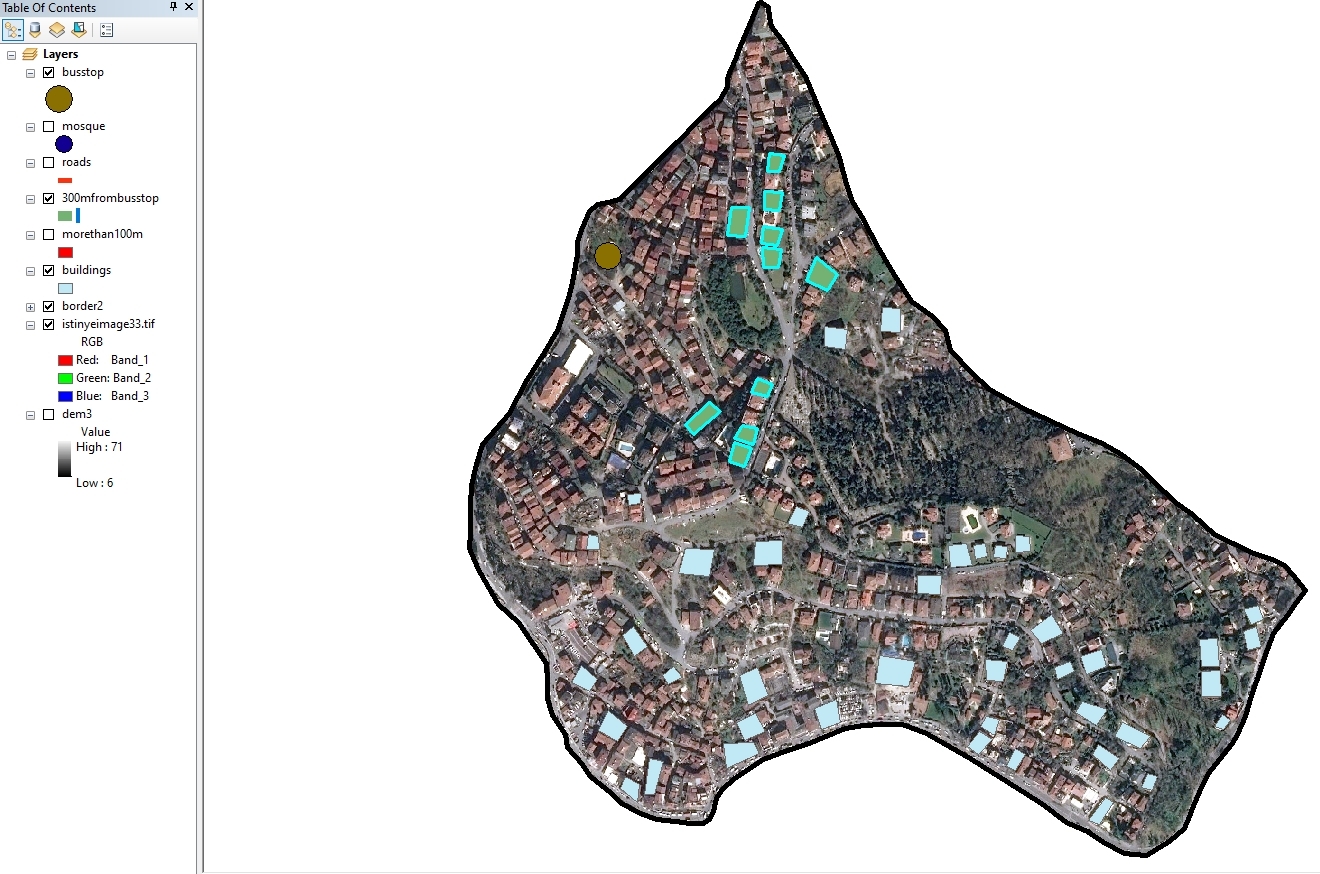 Table Of Contents
Layers
busstop
mosque
roads
300mfrombusstop
morethan100m
buildings
border2
istinyeimage33.tif
RGB
Red: Band_1
Green: Band_2
Blue: Band_3
dem3
Value
High : 71
Low : 6